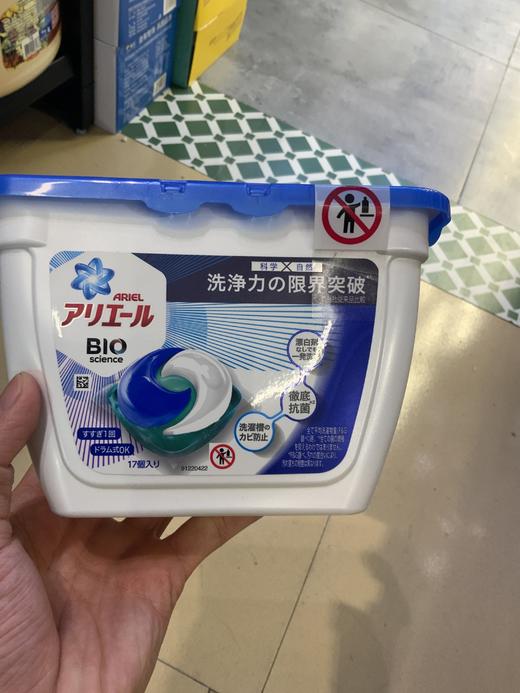 科学×自然
洗浄力の限界突破
ARIEL
アリエール
BIO
science
漂白剤
なしでも
徹底
抗菌
洗濯槽の
カビ防止
すすぎ1回
ドラム式OK
17個入り
91220422